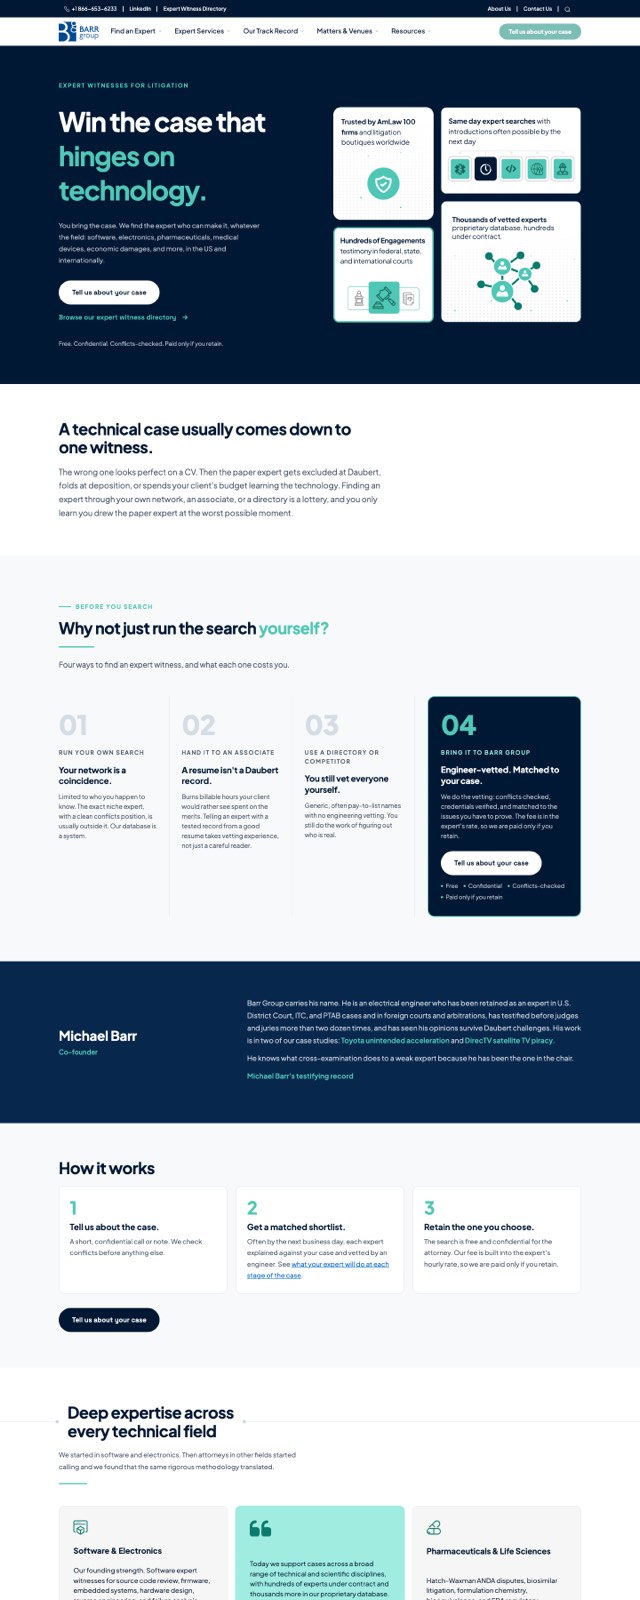 +1 866-653-6233 | LinkedIn | Expert Witness Directory
About Us | Contact Us |
BARR group
Find an Expert
Expert Services
Our Track Record
Matters & Venues
Resources
Tell us about your case
EXPERT WITNESSES FOR LITIGATION
Win the case that
hinges on
technology.
You bring the case. We find the expert who can make it, whatever
the field: software, electronics, pharmaceuticals, medical
devices, economic damages, and more, in the US and
internationally.
Tell us about your case
Browse our expert witness directory →
Free. Confidential. Conflicts-checked. Paid only if you retain.
Trusted by AmLaw 100
firms and litigation
boutiques worldwide
Same day expert searches with
introductions often possible by the
next day
Hundreds of Engagements
testimony in federal, state,
and international courts
Thousands of vetted experts
proprietary database, hundreds
under contract.
A technical case usually comes down to
one witness.
The wrong one looks perfect on a CV. Then the paper expert gets excluded at Daubert,
folds at deposition, or spends your client's budget learning the technology. Finding an
expert through your own network, an associate, or a directory is a lottery, and you only
learn you drew the paper expert at the worst possible moment.
BEFORE YOU SEARCH
Why not just run the search yourself?
Four ways to find an expert witness, and what each one costs you.
01
RUN YOUR OWN SEARCH
Your network is a
coincidence.
Limited to who you happen to
know. The exact niche expert,
with a clean conflicts position, is
usually outside it. Our database is
a system.
02
HAND IT TO AN ASSOCIATE
A resume isn't a Daubert
record.
Burns billable hours your client
would rather see spent on the
merits. Telling an expert with a
tested record from a good
resume takes vetting experience,
not just a careful reader.
03
USE A DIRECTORY OR
COMPETITOR
You still vet everyone
yourself.
Generic, often pay-to-list names
with no engineering vetting. You
still do the work of figuring out
who is real.
04
BRING IT TO BARR GROUP
Engineer-vetted. Matched to
your case.
We do the vetting: conflicts checked,
credentials verified, and matched to the
issues you have to prove. The fee is in the
expert's rate, so we are paid only if you
retain.
Tell us about your case
• Free • Confidential • Conflicts-checked
• Paid only if you retain
Michael Barr
Co-founder
Barr Group carries his name. He is an electrical engineer who has been retained as an expert in U.S.
District Court, ITC, and PTAB cases and in foreign courts and arbitrations, has testified before judges
and juries more than two dozen times, and has seen his opinions survive Daubert challenges. His work
is in two of our case studies: Toyota unintended acceleration and DirecTV satellite TV piracy.
He knows what cross-examination does to a weak expert because he has been the one in the chair.
Michael Barr's testifying record
How it works
1
Tell us about the case.
A short, confidential call or note. We check
conflicts before anything else.
2
Get a matched shortlist.
Often by the next business day, each expert
explained against your case and vetted by an
engineer. See what your expert will do at each
stage of the case.
3
Retain the one you choose.
The search is free and confidential for the
attorney. Our fee is built into the expert's
hourly rate, so we are paid only if you retain.
Tell us about your case
Deep expertise across
every technical field
We started in software and electronics. Then attorneys in other fields started
calling and we found that the same rigorous methodology translated.
Software & Electronics
Our founding strength. Software expert
witnesses for source code review, firmware,
embedded systems, hardware design,
Today we support cases across a broad
range of technical and scientific disciplines,
with hundreds of experts under contract and
thousands more in our proprietary database.
Pharmaceuticals & Life Sciences
Hatch-Waxman ANDA disputes, biosimilar
litigation, formulation chemistry,